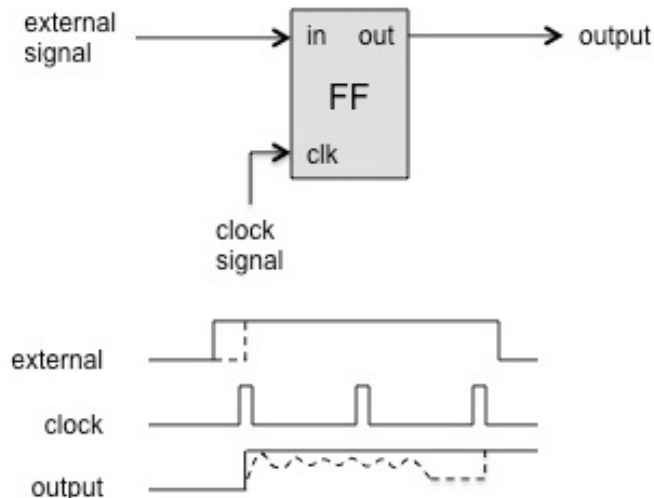 external
signal
in out
output
FF
clk
clock
signal
external
clock
output